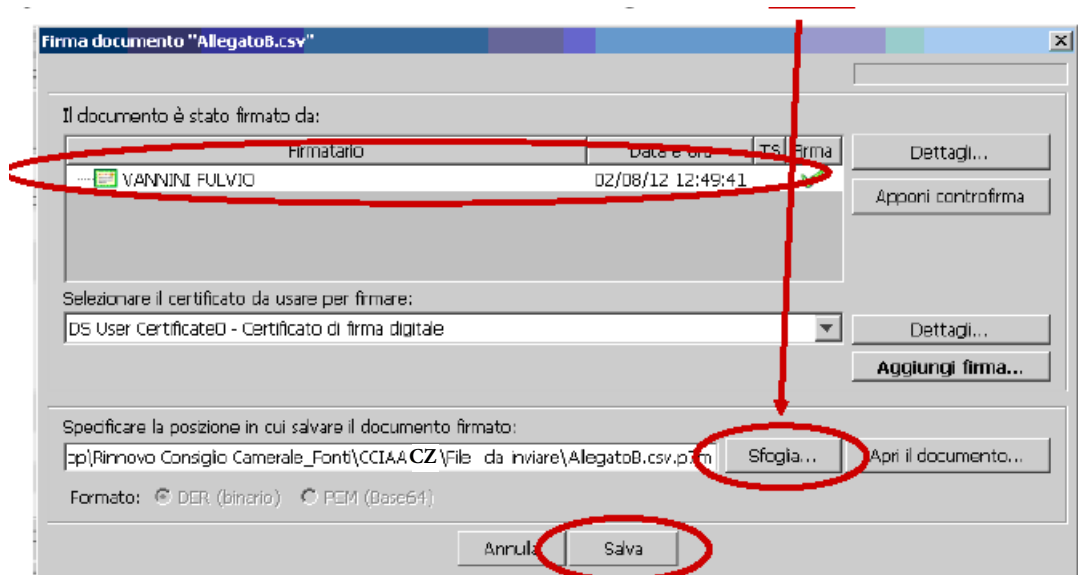 Firma documento "AllegatoB.csv"
Il documento è stato firmato da:
Firmatario Data e ora TS Firma
Dettagli...
VANNINI FULVIO 02/08/12 12:49:41
Apponi controfirma
Selezionare il certificato da usare per firmare:
DS User Certificate0 - Certificato di firma digitale
Dettagli...
Aggiungi firma...
Specificare la posizione in cui salvare il documento firmato:
op\Rinnovo Consiglio Camerale_Fonti\CCIAA CZ \File da inviare\AllegatoB.csv.p7m Sfoglia... Apri il documento...
Formato: DER (binario) PEM (Base64)
Annulla Salva